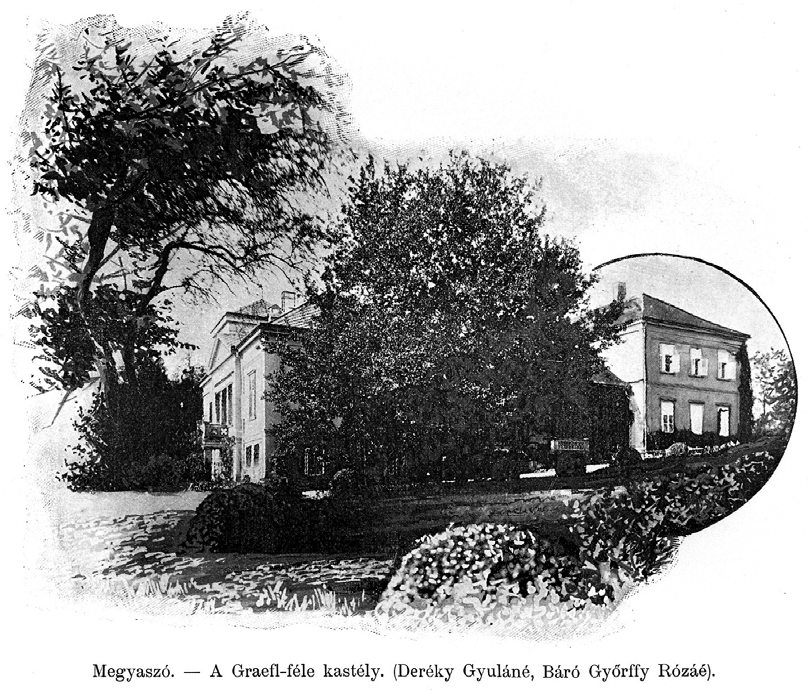 Megyaszó. — A Graefl-féle kastély. (Deréky Gyuláné, Báró Győrffy Rózáé).